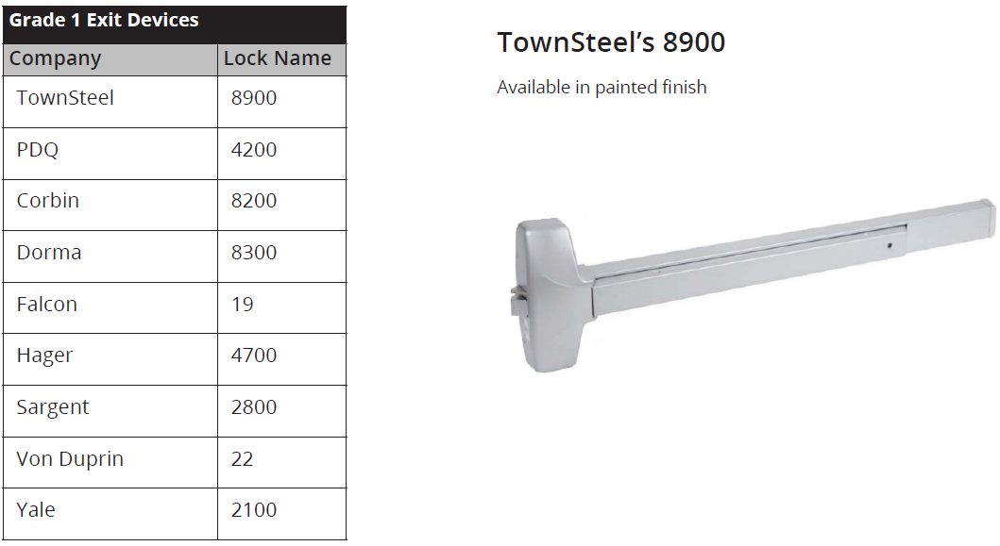 Grade 1 Exit Devices
Company Lock Name
TownSteel 8900
PDQ 4200
Corbin 8200
Dorma 8300
Falcon 19
Hager 4700
Sargent 2800
Von Duprin 22
Yale 2100
TownSteel’s 8900
Available in painted finish